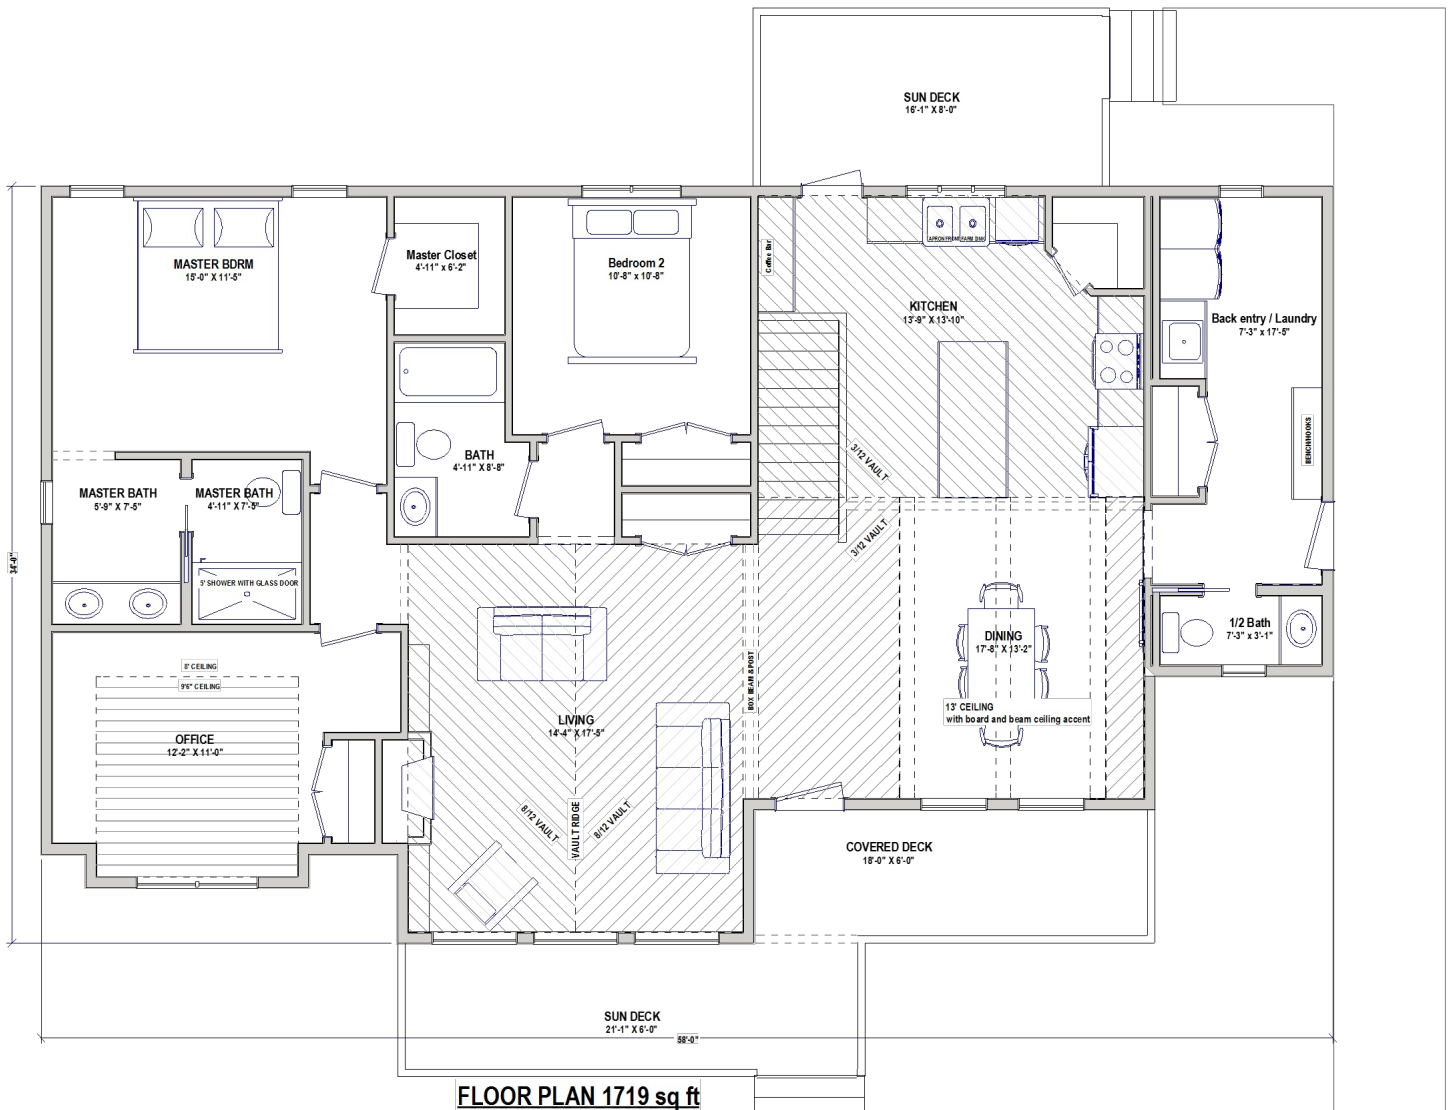 SUN DECK
16'-1" X 8'-0"
MASTER BDRM
15'-0" X 11'-5"
Master Closet
4'-11" x 6'-2"
Bedroom 2
10'-8" x 10'-8"
Coffee Bar
APRON FRONT FARM SINK
KITCHEN
13'-9" X 13'-10"
Back entry / Laundry
7'-3" x 17'-5"
BENCH/HOOKS
BATH
4'-11" X 8'-8"
3/12 VAULT
3/12 VAULT
MASTER BATH
5'-9" X 7'-5"
MASTER BATH
4'-11" X 7'-5"
5' SHOWER WITH GLASS DOOR
34'-0"
1/2 Bath
7'-3" x 3'-1"
DINING
17'-8" X 13'-2"
8' CEILING
9'6" CEILING
BOX BEAM & POST
13' CEILING
with board and beam ceiling accent
LIVING
14'-4" X 17'-5"
OFFICE
12'-2" X 11'-0"
8/12 VAULT
VAULT RIDGE
8/12 VAULT
COVERED DECK
18'-0" X 6'-0"
SUN DECK
21'-1" X 6'-0"
58'-0"
FLOOR PLAN 1719 sq ft